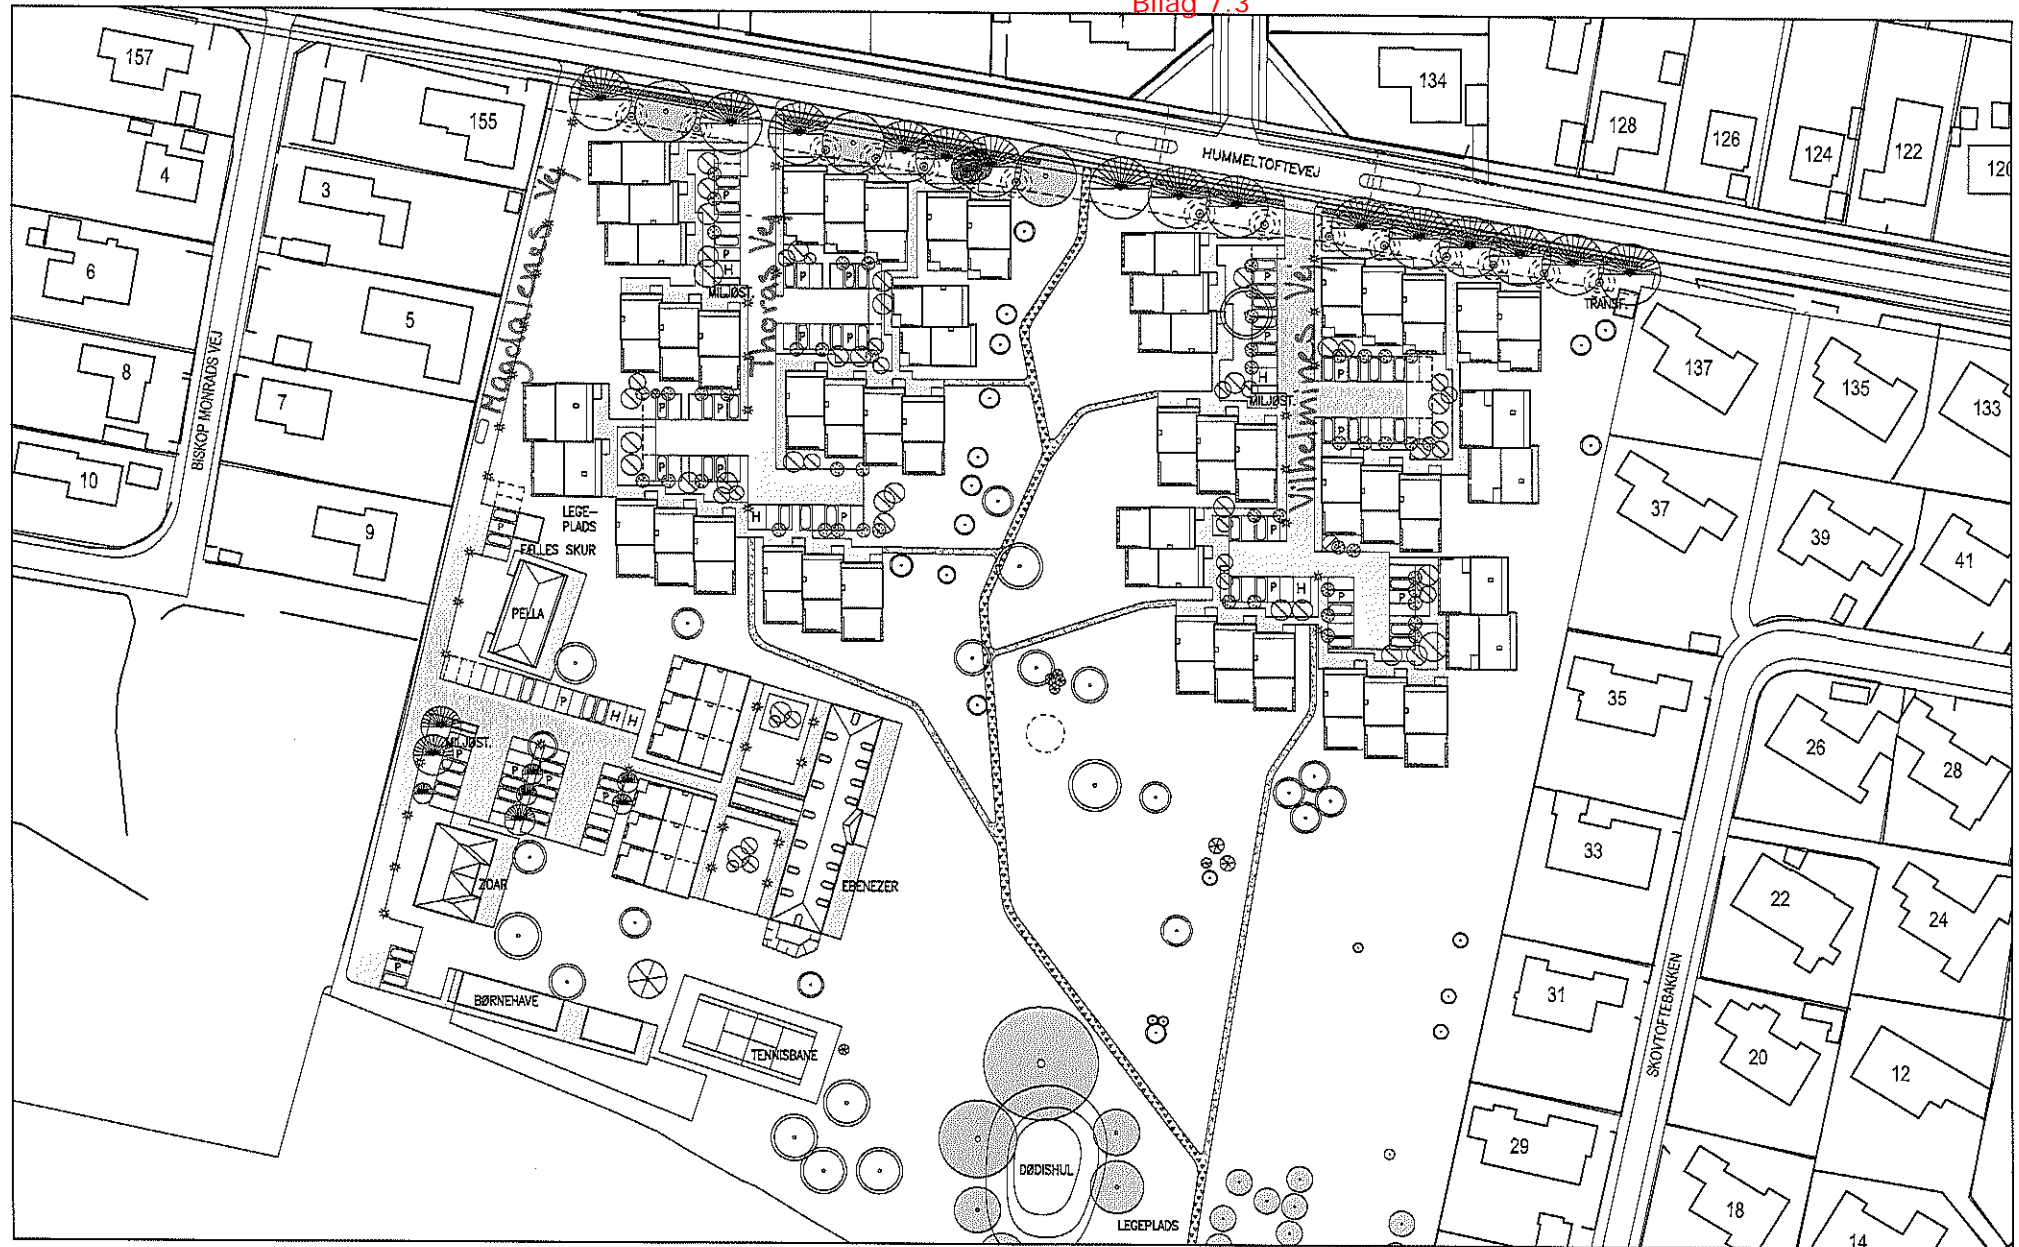 Bilag 7.3
157
155
134
128
126
124
122
120
4
3
HUMMELTOFTEVEJ
6
5
8
7
10
9
BISKOP MONRADS VEJ
Magdalenes Vej
Thoras Vej
Vilhelmines Vej
P
P
H
MILJØST.
P
P
P
P
P
P
P
P
P
H
P
LEGE-
PLADS
FÆLLES SKUR
P
PELLA
P
H
H
MILJØST.
P
P
P
P
ZOAR
EBENEZER
P
BØRNEHAVE
TENNISBANE
DØDISHUL
LEGEPLADS
P
P
H
MILJØST.
P
P
P
P
H
P
P
TRANSF.
137
135
133
37
39
41
35
26
28
33
22
24
31
20
12
29
18
14
SKOVTOFTEBAKKEN